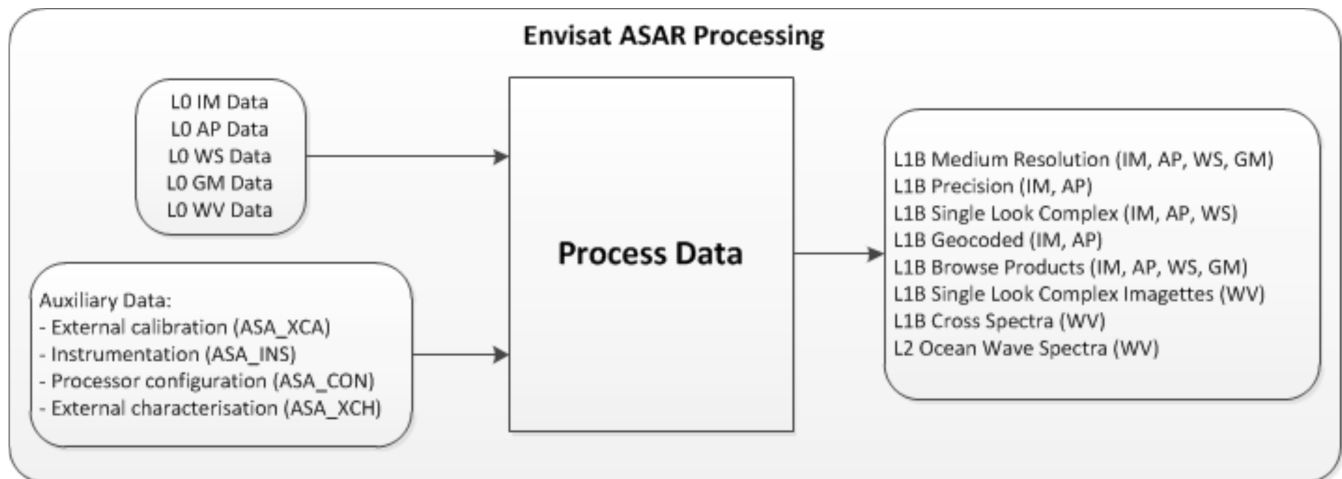 Envisat ASAR Processing
L0 IM Data
L0 AP Data
L0 WS Data
L0 GM Data
L0 WV Data
Auxiliary Data:
- External calibration (ASA_XCA)
- Instrumentation (ASA_INS)
- Processor configuration (ASA_CON)
- External characterisation (ASA_XCH)
Process Data
L1B Medium Resolution (IM, AP, WS, GM)
L1B Precision (IM, AP)
L1B Single Look Complex (IM, AP, WS)
L1B Geocoded (IM, AP)
L1B Browse Products (IM, AP, WS, GM)
L1B Single Look Complex Imagettes (WV)
L1B Cross Spectra (WV)
L2 Ocean Wave Spectra (WV)